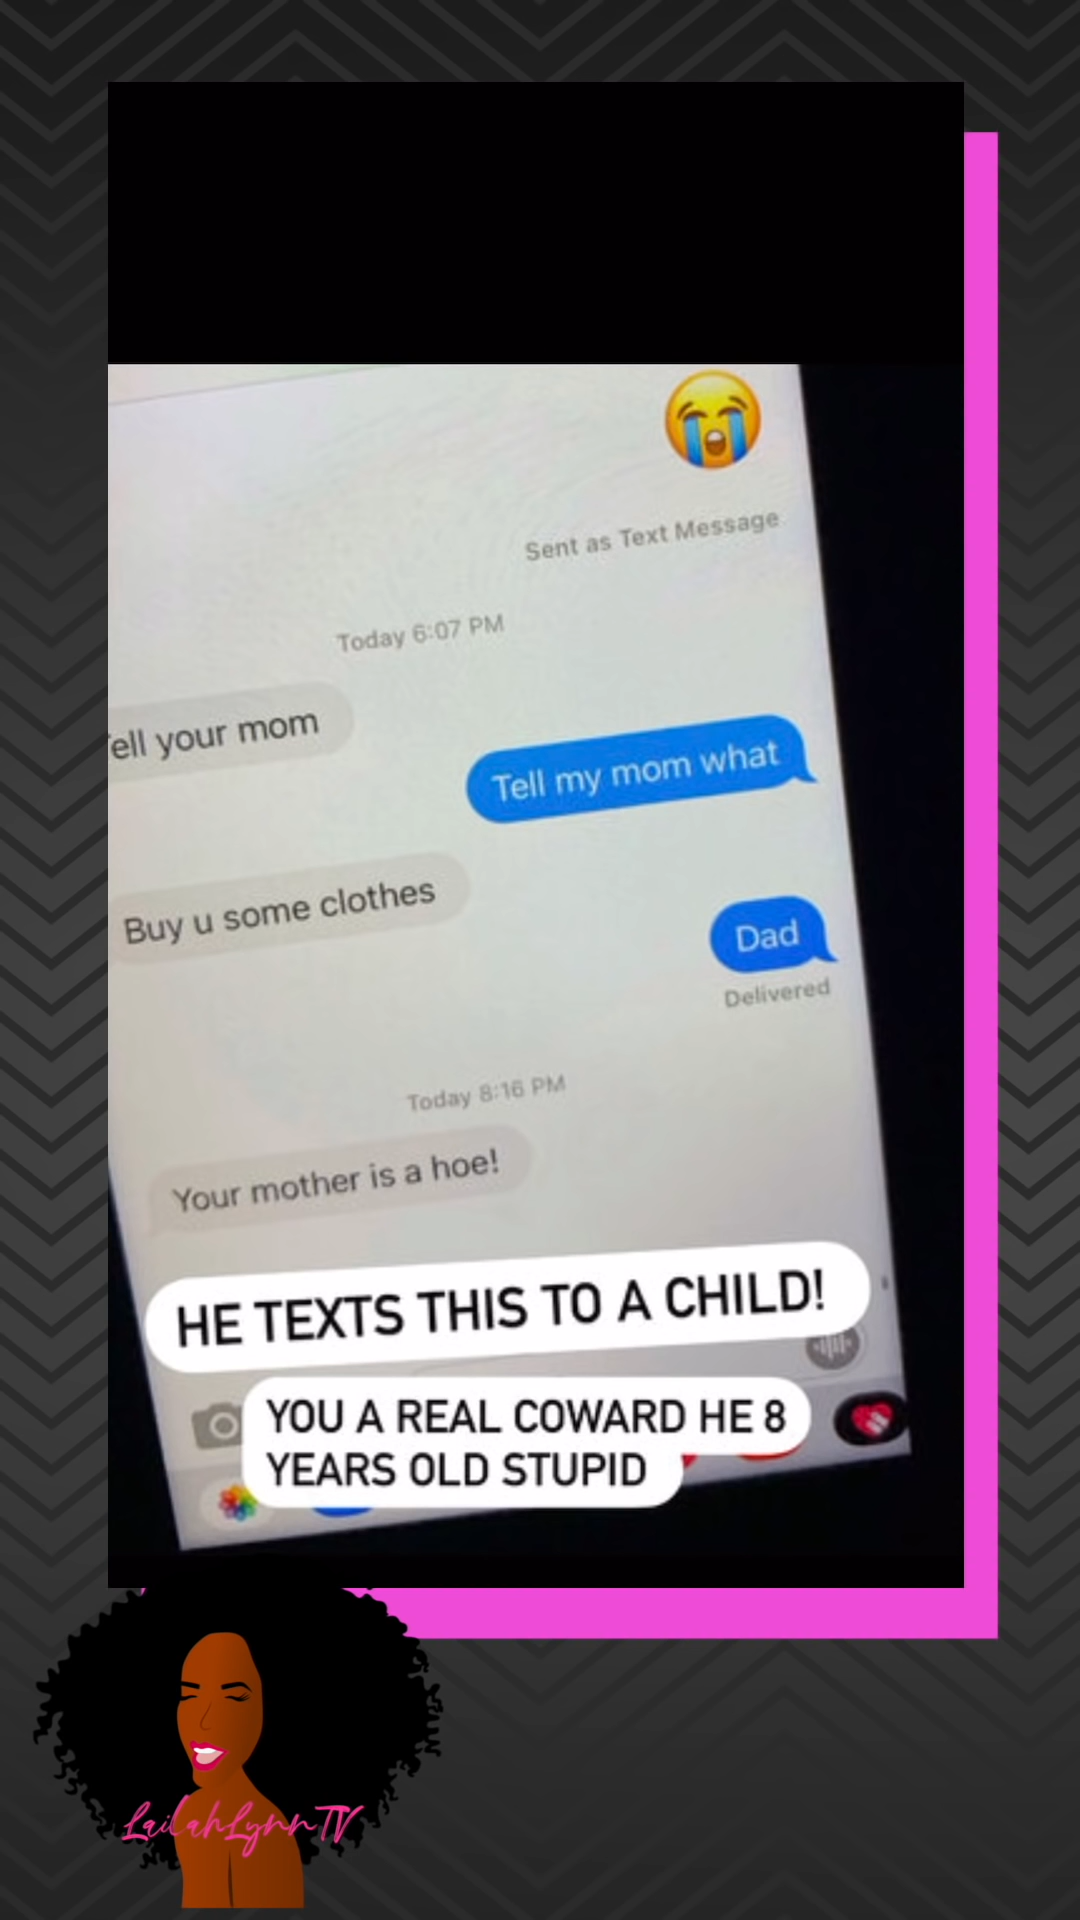 Sent as Text Message
Today 6:07 PM
ell your mom
Tell my mom what
Buy u some clothes
Dad
Delivered
Today 8:16 PM
Your mother is a hoe!
HE TEXTS THIS TO A CHILD!
YOU A REAL COWARD HE 8
YEARS OLD STUPID
LailahLynnTV